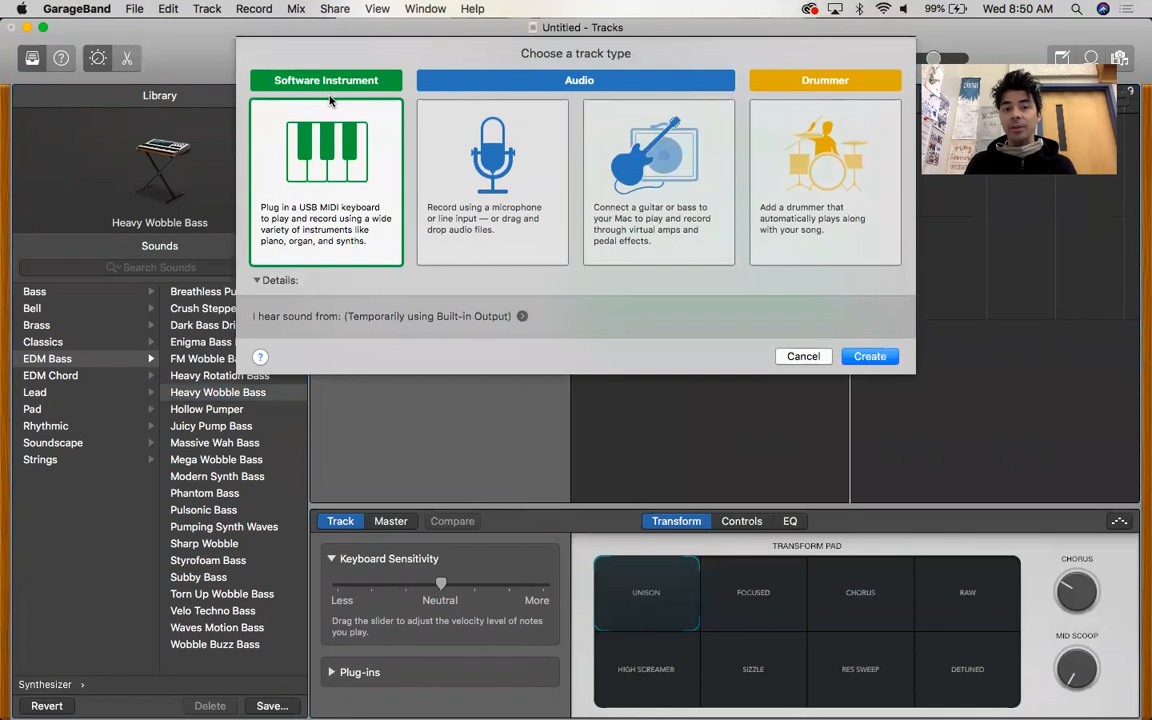 GarageBand File Edit Track Record Mix Share View Window Help
99% Wed 8:50 AM
Untitled - Tracks
Choose a track type
Software Instrument
Audio
Drummer
Plug in a USB MIDI keyboard
to play and record using a wide
variety of instruments like
piano, organ, and synths.
Record using a microphone
or line input — or drag and
drop audio files.
Connect a guitar or bass to
your Mac to play and record
through virtual amps and
pedal effects.
Add a drummer that
automatically plays along
with your song.
Details:
I hear sound from: (Temporarily using Built-in Output)
?
Cancel
Create
Library
Heavy Wobble Bass
Sounds
Search Sounds
Bass
Bell
Brass
Classics
EDM Bass
EDM Chord
Lead
Pad
Rhythmic
Soundscape
Strings
Breathless Pu
Crush Steppe
Dark Bass Dri
Enigma Bass
FM Wobble Ba
Heavy Rotation Bass
Heavy Wobble Bass
Hollow Pumper
Juicy Pump Bass
Massive Wah Bass
Mega Wobble Bass
Modern Synth Bass
Phantom Bass
Pulsonic Bass
Pumping Synth Waves
Sharp Wobble
Styrofoam Bass
Subby Bass
Torn Up Wobble Bass
Velo Techno Bass
Waves Motion Bass
Wobble Buzz Bass
Synthesizer
Revert
Delete
Save...
Track
Master
Compare
Transform
Controls
EQ
Keyboard Sensitivity
Less
Neutral
More
Drag the slider to adjust the velocity level of notes
you play.
Plug-ins
TRANSFORM PAD
UNISON
FOCUSED
CHORUS
RAW
HIGH SCREAMER
SIZZLE
RES SWEEP
DETUNED
CHORUS
MID SCOOP